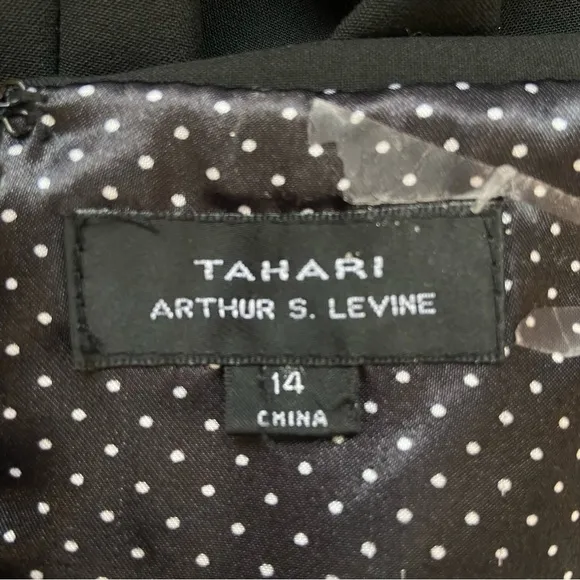 TAHARI
ARTHUR S. LEVINE
14
CHINA